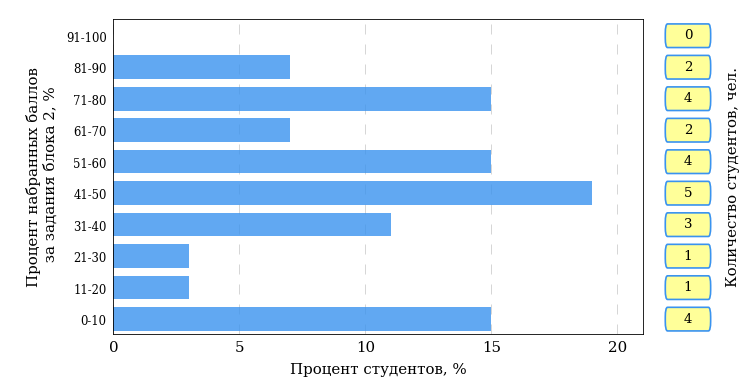 91-100 0
81-90 2
71-80 4
61-70 2
51-60 4
41-50 5
31-40 3
21-30 1
11-20 1
0-10 4
0 5 10 15 20
Процент студентов, %
Процент набранных баллов
за задания блока 2, %
Количество студентов, чел.